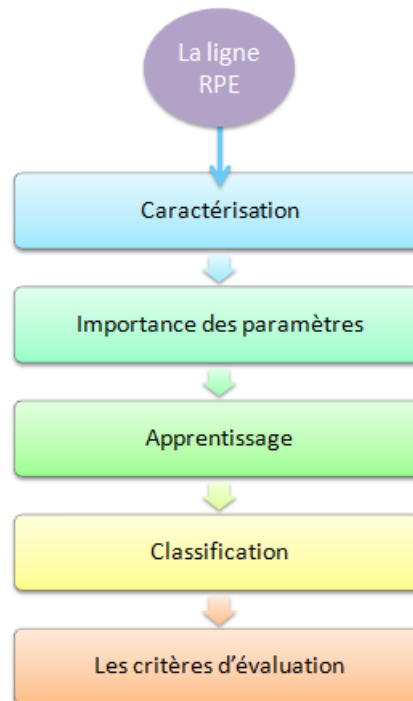 La ligne
RPE
Caractérisation
Importance des paramètres
Apprentissage
Classification
Les critères d'évaluation